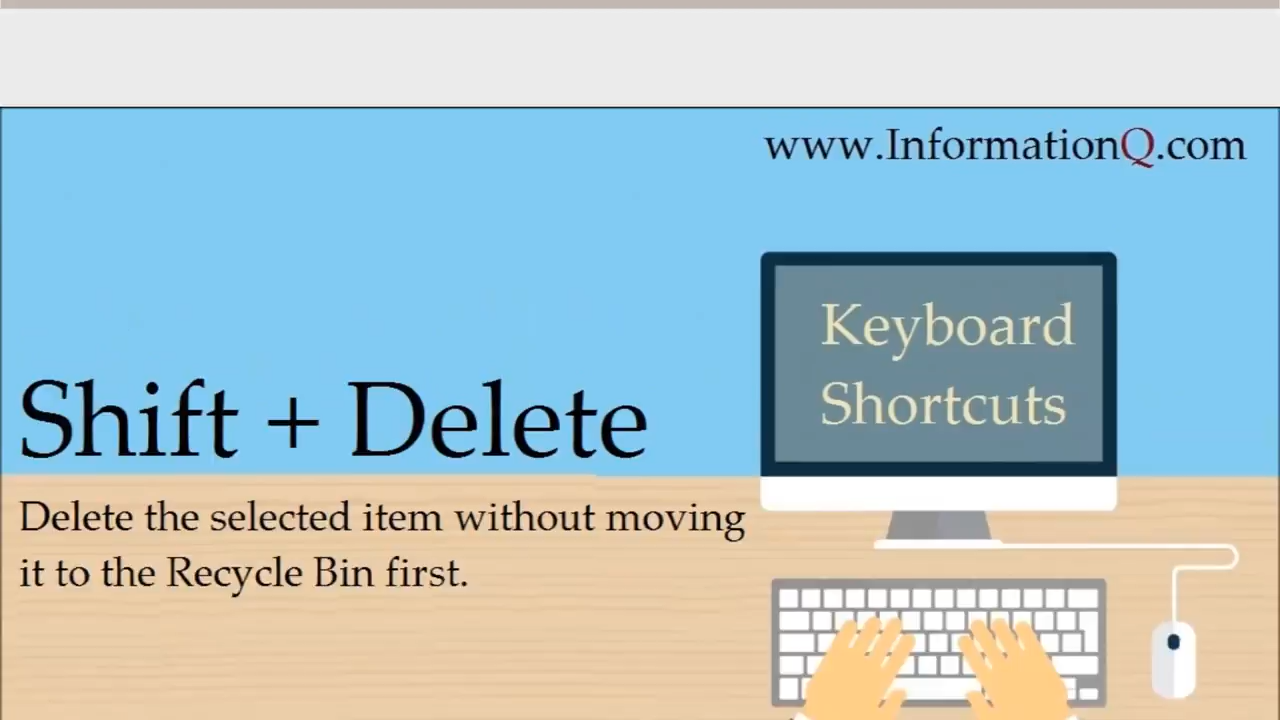 www.InformationQ.com
Keyboard
Shortcuts
Shift + Delete
Delete the selected item without moving
it to the Recycle Bin first.